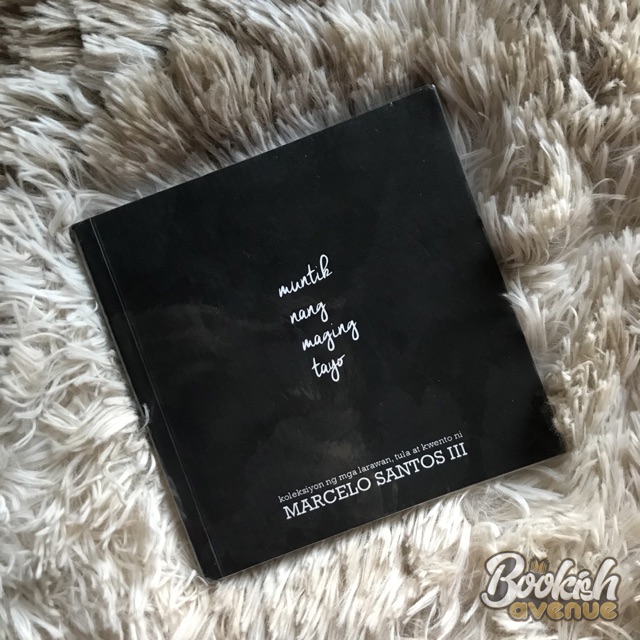 muntik
nang
maging
tayo
koleksiyon ng mga larawan, tula at kwento ni
MARCELO SANTOS III
Bookish
avenue